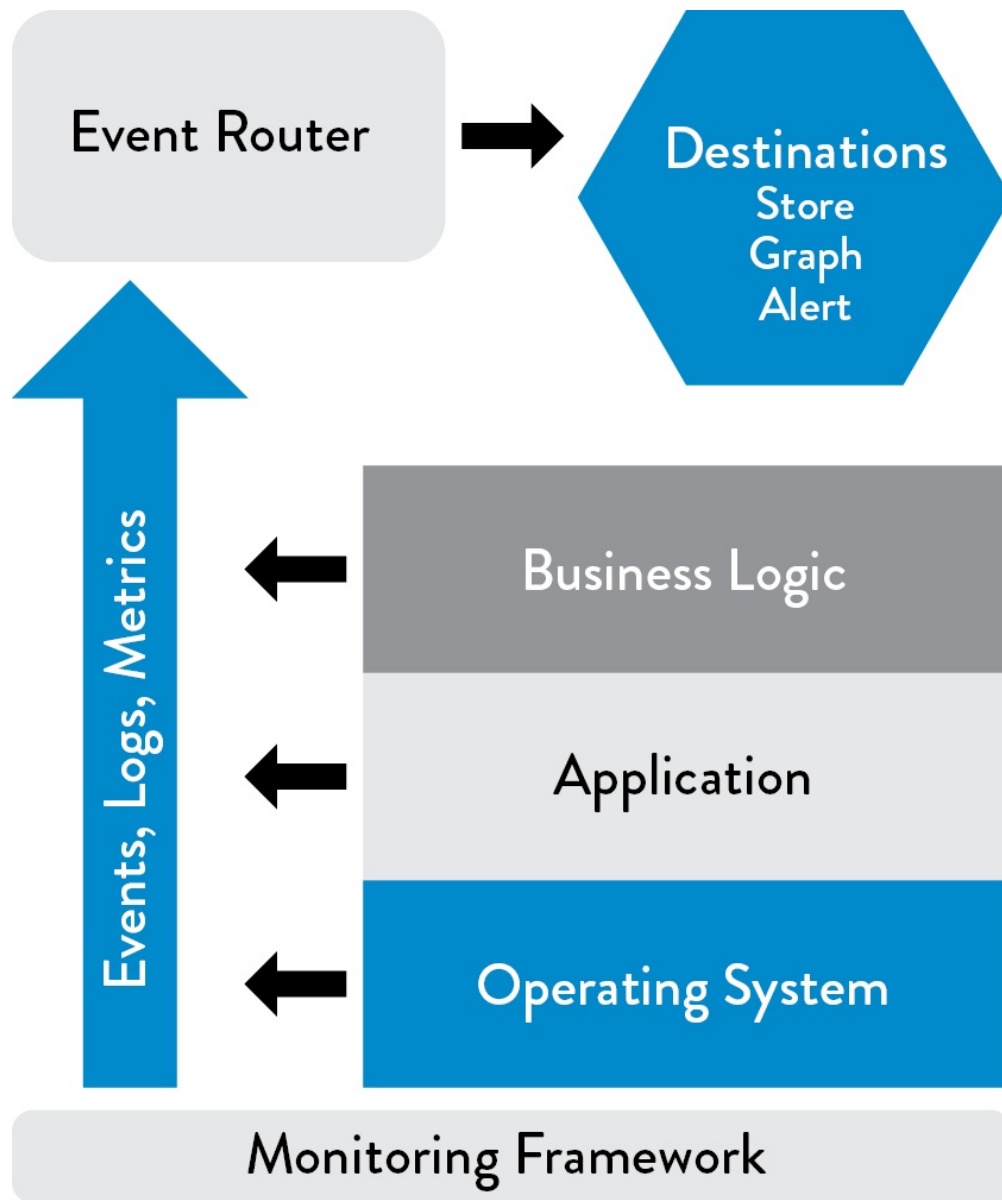 Event Router
Destinations
Store
Graph
Alert
Events, Logs, Metrics
Business Logic
Application
Operating System
Monitoring Framework